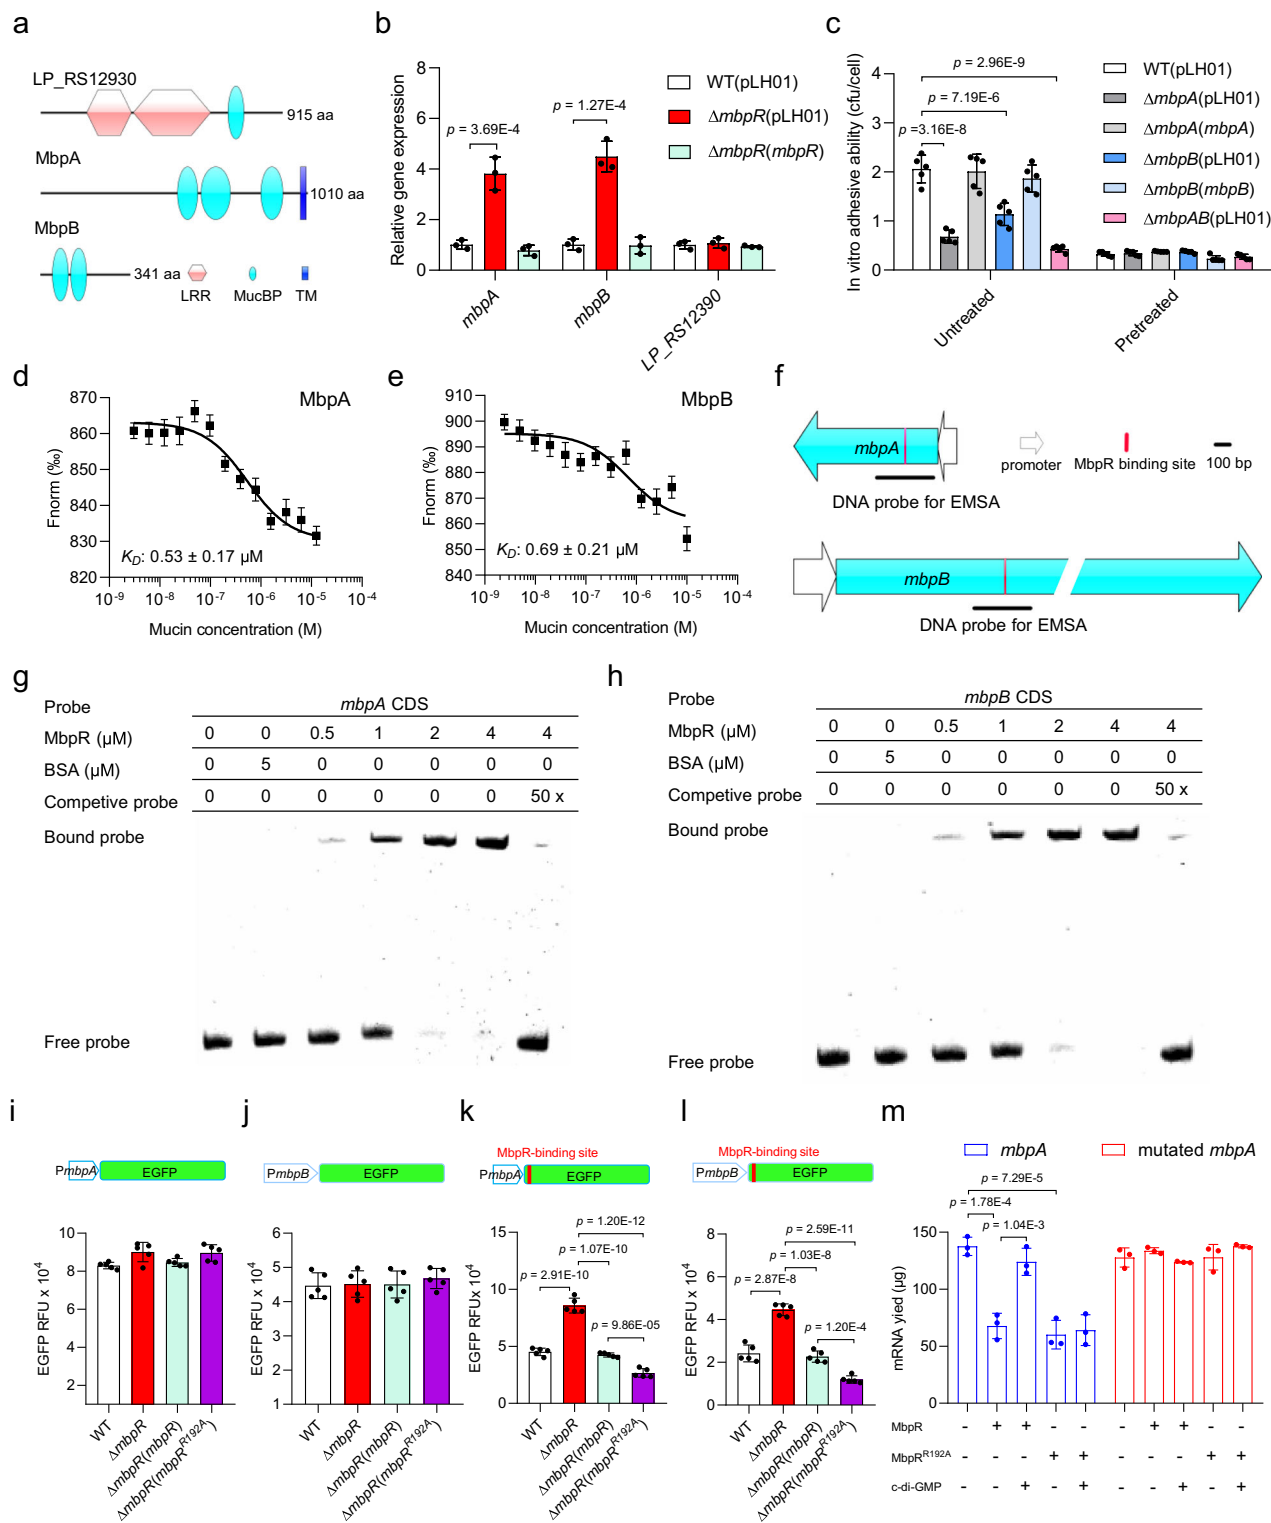 a
LP_RS12930
915 aa
MbpA
1010 aa
MbpB
341 aa
LRR
MucBP
TM
b
Relative gene expression
8
6
4
2
0
p = 3.69E-4
p = 1.27E-4
WT(pLH01)
ΔmbpR(pLH01)
ΔmbpR(mbpR)
mbpA
mbpB
LP_RS12390
c
In vitro adhesive ability (cfu/cell)
4
3
2
1
0
p = 2.96E-9
p = 7.19E-6
p =3.16E-8
WT(pLH01)
ΔmbpA(pLH01)
ΔmbpA(mbpA)
ΔmbpB(pLH01)
ΔmbpB(mbpB)
ΔmbpAB(pLH01)
Untreated
Pretreated
d
MbpA
Fnorm (‰)
870
860
850
840
830
820
K_D: 0.53 ± 0.17 µM
10⁻⁹ 10⁻⁸ 10⁻⁷ 10⁻⁶ 10⁻⁵ 10⁻⁴
Mucin concentration (M)
e
MbpB
Fnorm (‰)
910
900
890
880
870
860
850
840
K_D: 0.69 ± 0.21 µM
10⁻⁹ 10⁻⁸ 10⁻⁷ 10⁻⁶ 10⁻⁵ 10⁻⁴
Mucin concentration (M)
f
mbpA
promoter
MbpR binding site
100 bp
DNA probe for EMSA
mbpB
DNA probe for EMSA
g
Probe mbpA CDS
MbpR (µM) 0 0 0.5 1 2 4 4
BSA (µM) 0 5 0 0 0 0 0
Competive probe 0 0 0 0 0 0 50 x
Bound probe
Free probe
h
Probe mbpB CDS
MbpR (µM) 0 0 0.5 1 2 4 4
BSA (µM) 0 5 0 0 0 0 0
Competive probe 0 0 0 0 0 0 50 x
Bound probe
Free probe
i
PmbpA EGFP
EGFP RFU x 10⁴
10
8
6
4
2
WT
ΔmbpR
ΔmbpR(mbpR)
ΔmbpR(mbpR^R192A)
j
PmbpB EGFP
EGFP RFU x 10⁴
6
5
4
3
2
1
WT
ΔmbpR
ΔmbpR(mbpR)
ΔmbpR(mbpR^R192A)
k
MbpR-binding site
PmbpA EGFP
EGFP RFUx 10⁴
15
10
5
0
p = 1.20E-12
p = 1.07E-10
p = 2.91E-10
p = 9.86E-05
WT
ΔmbpR
ΔmbpR(mbpR)
ΔmbpR(mbpR^R192A)
l
MbpR-binding site
PmbpB EGFP
EGFP RFU x 10⁴
8
6
4
2
0
p = 2.59E-11
p = 1.03E-8
p = 2.87E-8
p = 1.20E-4
WT
ΔmbpR
ΔmbpR(mbpR)
ΔmbpR(mbpR^R192A)
m
mbpA
mutated mbpA
mRNA yied (µg)
150
100
50
0
p = 7.29E-5
p = 1.78E-4
p = 1.04E-3
MbpR - + + - - - + + - -
MbpR^R192A - - - + + - - - + +
c-di-GMP - - + - + - - + - +